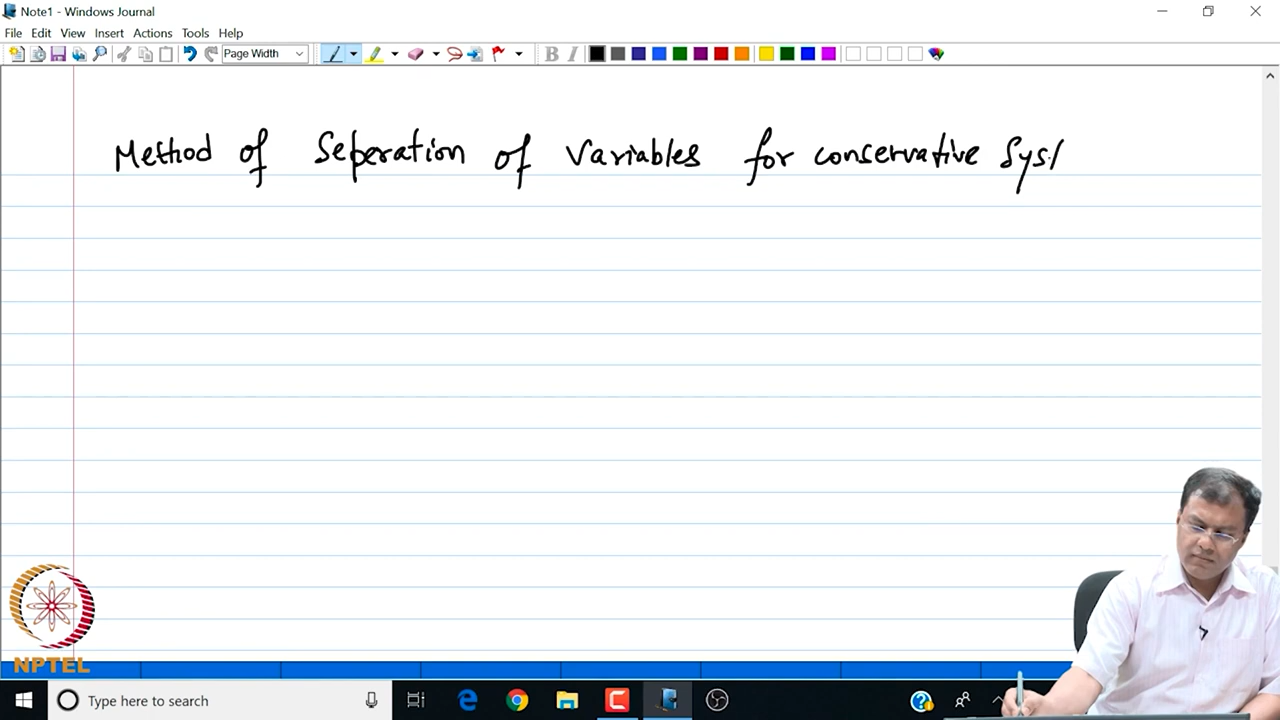 Note1 - Windows Journal
File Edit View Insert Actions Tools Help
Page Width
B I
Method of Seperation of Variables for conservative Sys
NPTEL
Type here to search